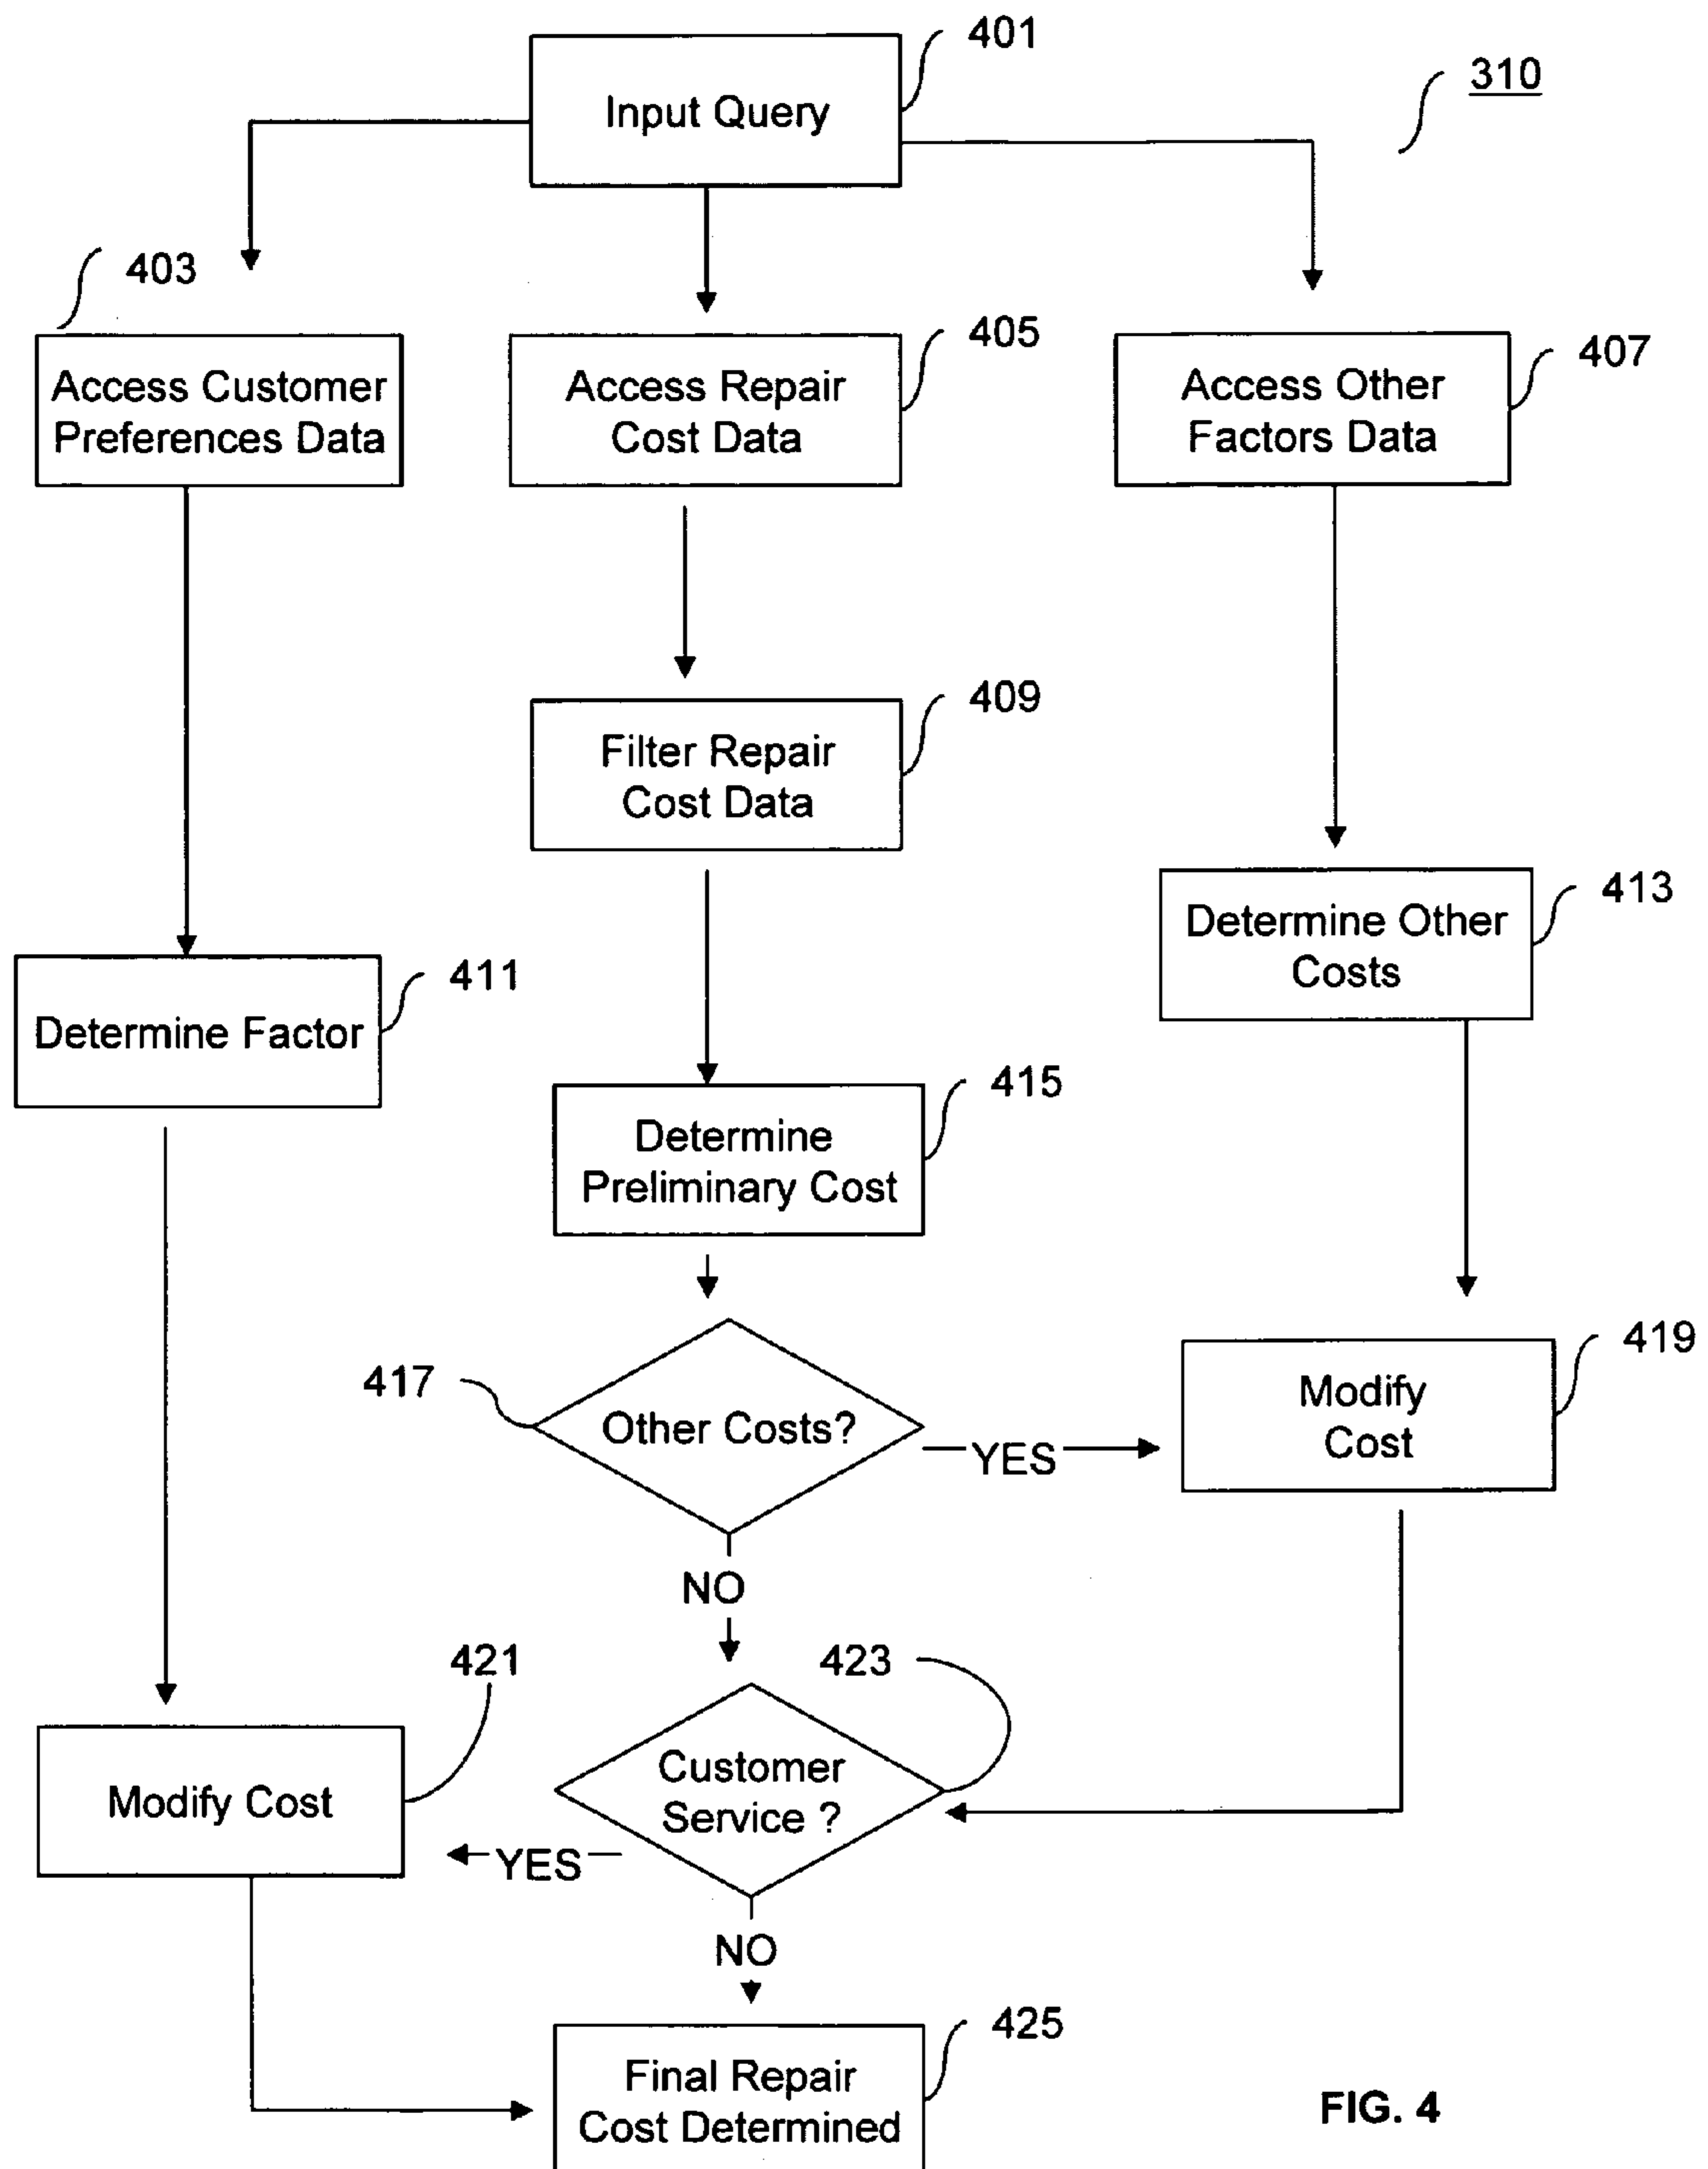 401
310
Input Query
403
405
407
Access Customer
Preferences Data
Access Repair
Cost Data
Access Other
Factors Data
409
Filter Repair
Cost Data
413
Determine Other
Costs
411
Determine Factor
415
Determine
Preliminary Cost
417
Other Costs?
YES
419
Modify
Cost
NO
421
423
Modify Cost
Customer
Service ?
YES
NO
425
Final Repair
Cost Determined
FIG. 4